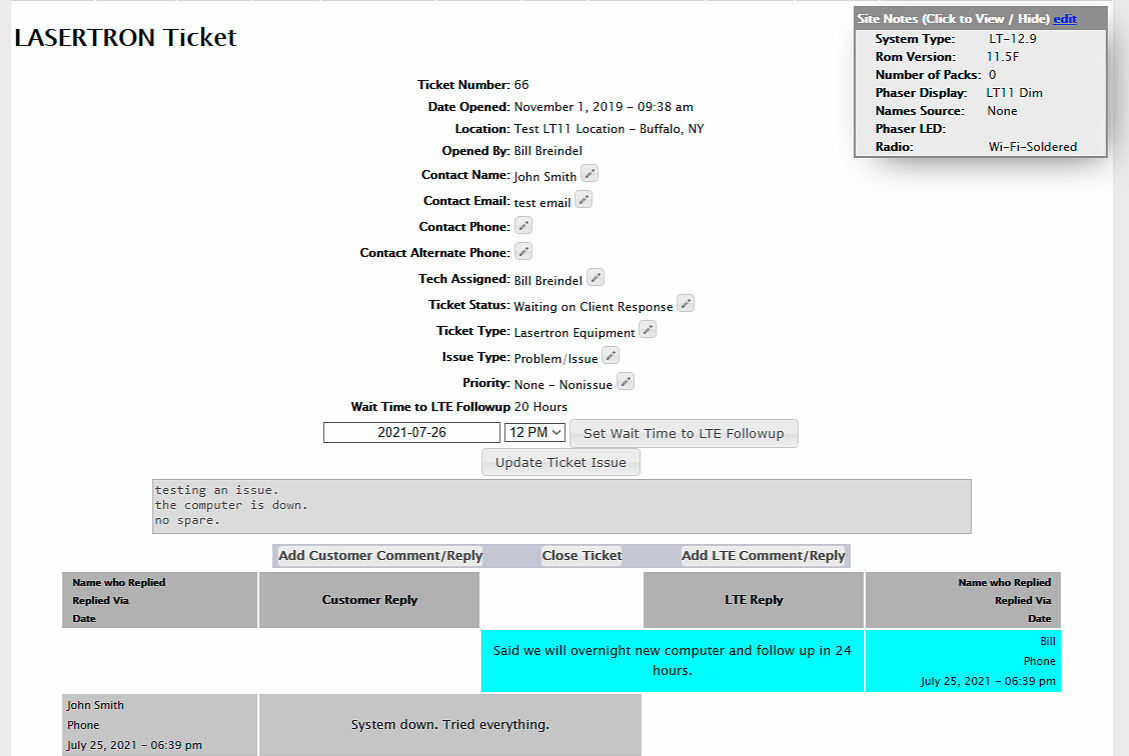 LASERTRON Ticket
Site Notes (Click to View / Hide) edit
System Type: LT-12.9
Rom Version: 11.5F
Number of Packs: 0
Phaser Display: LT11 Dim
Names Source: None
Phaser LED:
Radio: Wi-Fi-Soldered
Ticket Number: 66
Date Opened: November 1, 2019 - 09:38 am
Location: Test LT11 Location - Buffalo, NY
Opened By: Bill Breindel
Contact Name: John Smith
Contact Email: test email
Contact Phone:
Contact Alternate Phone:
Tech Assigned: Bill Breindel
Ticket Status: Waiting on Client Response
Ticket Type: Lasertron Equipment
Issue Type: Problem/Issue
Priority: None - Nonissue
Wait Time to LTE Followup 20 Hours
2021-07-26 12 PM Set Wait Time to LTE Followup
Update Ticket Issue
testing an issue.
the computer is down.
no spare.
Add Customer Comment/Reply Close Ticket Add LTE Comment/Reply
Name who Replied
Replied Via
Date
Customer Reply
LTE Reply
Name who Replied
Replied Via
Date
Said we will overnight new computer and follow up in 24
hours.
Bill
Phone
July 25, 2021 - 06:39 pm
John Smith
Phone
July 25, 2021 - 06:39 pm
System down. Tried everything.